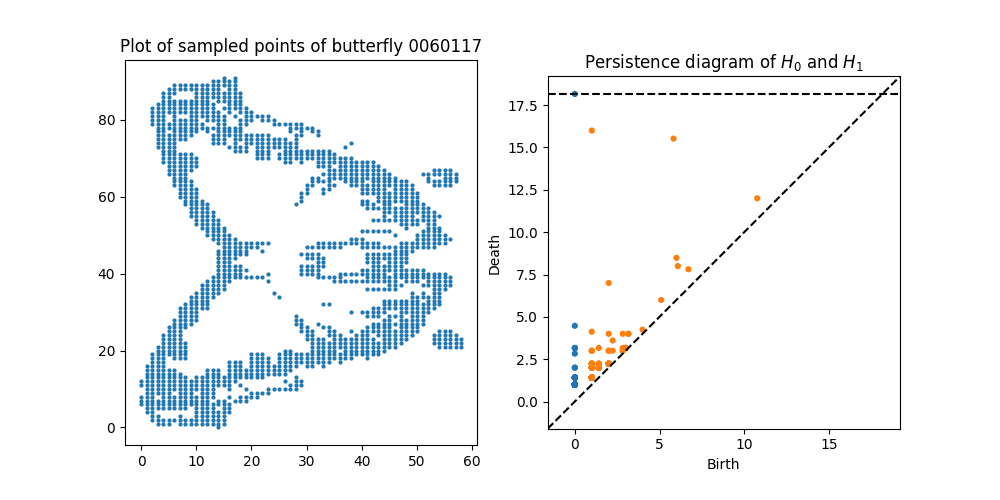 Plot of sampled points of butterfly 0060117
80
60
40
20
0
0 10 20 30 40 50 60
Persistence diagram of $H_0$ and $H_1$
Death
17.5
15.0
12.5
10.0
7.5
5.0
2.5
0.0
0 5 10 15
Birth